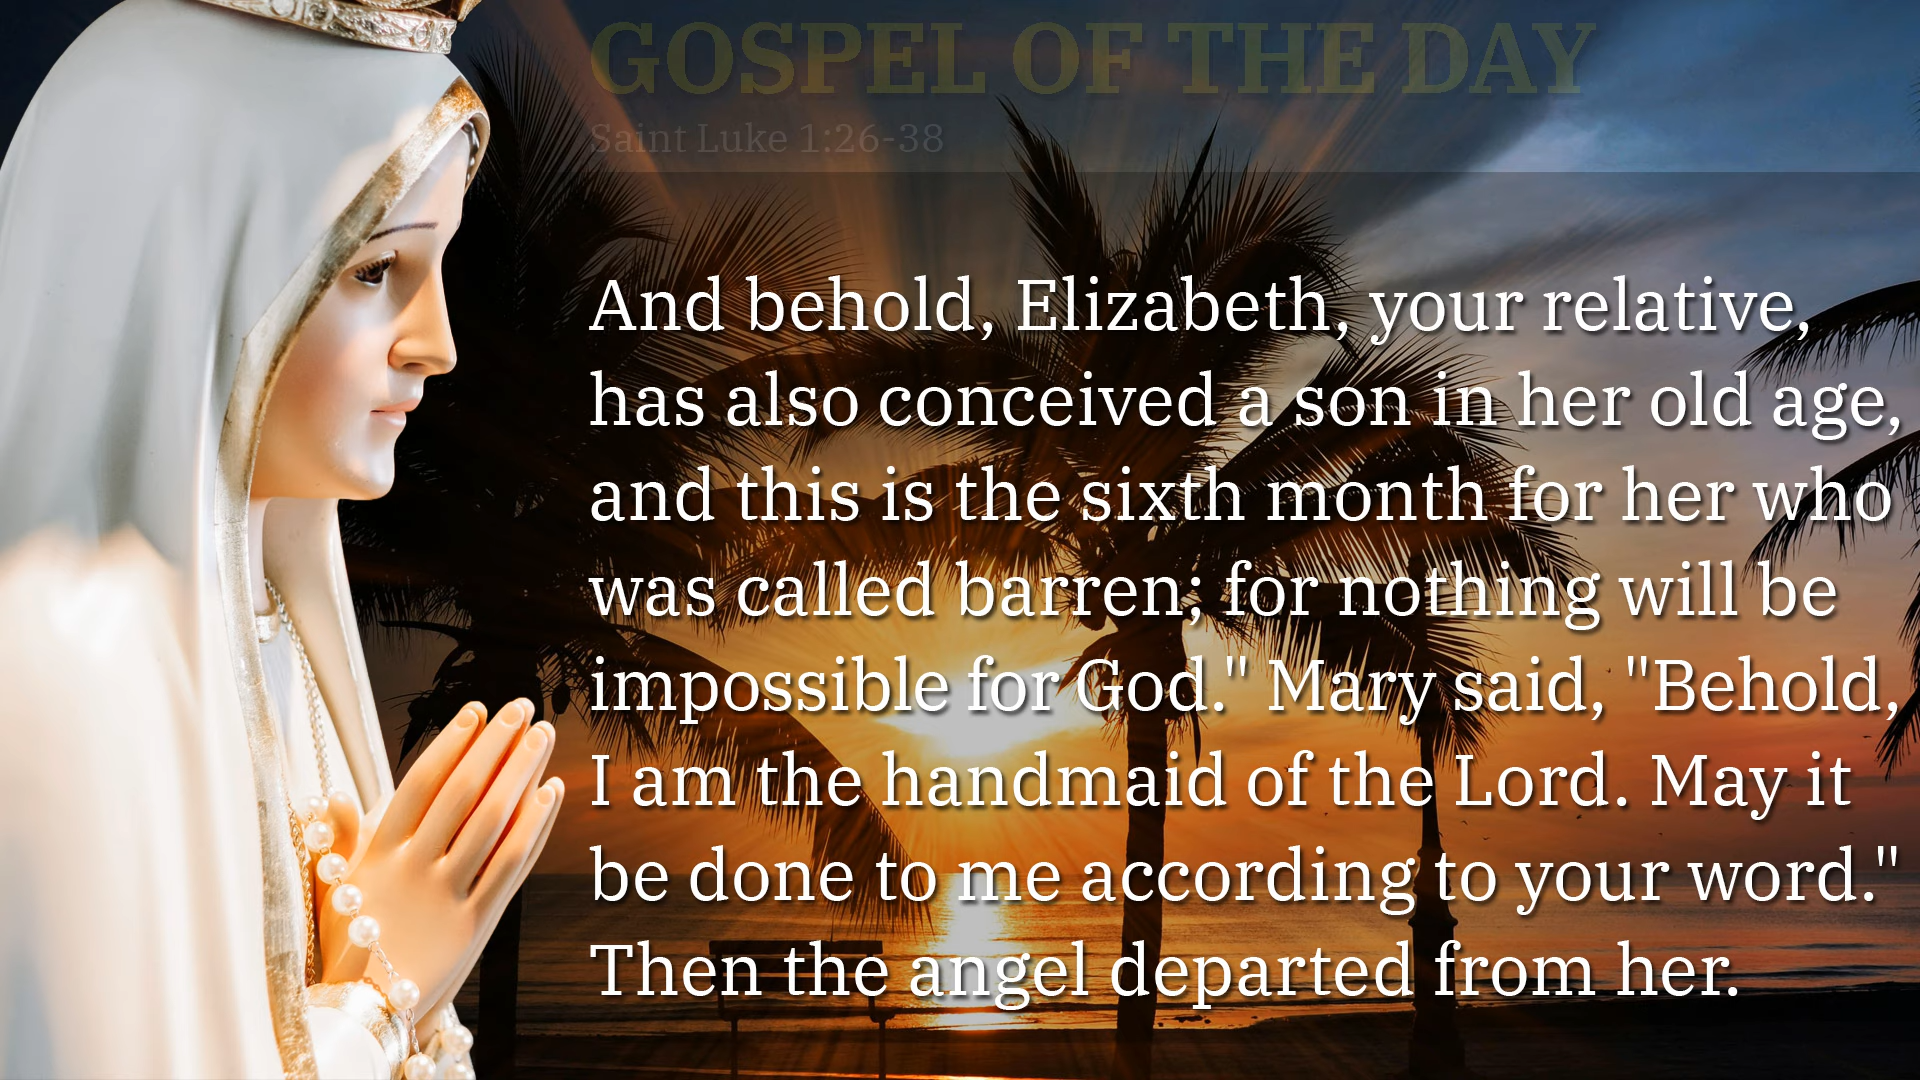 GOSPEL OF THE DAY
Saint Luke 1:26-38
And behold, Elizabeth, your relative,
has also conceived a son in her old age,
and this is the sixth month for her who
was called barren; for nothing will be
impossible for God." Mary said, "Behold,
I am the handmaid of the Lord. May it
be done to me according to your word."
Then the angel departed from her.